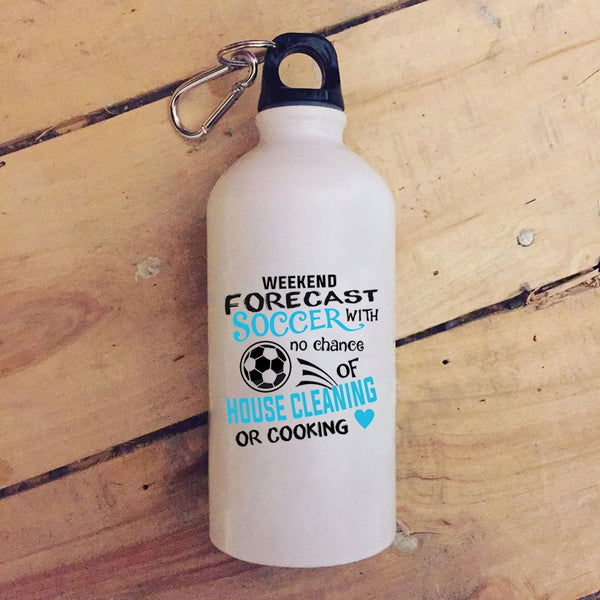 WEEKEND
FORECAST
SOCCER WITH
no chance
OF
HOUSE CLEANING
OR COOKING